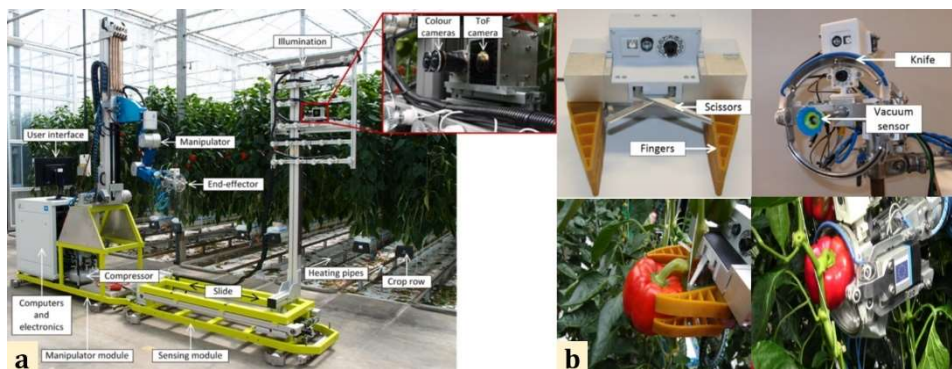 Illumination
Colour
cameras
ToF
camera
User interface
Manipulator
End-effector
Compressor
Slide
Heating pipes
Crop row
Computers
and
electronics
Manipulator module
Sensing module
a
Knife
Scissors
Vacuum
sensor
Fingers
b